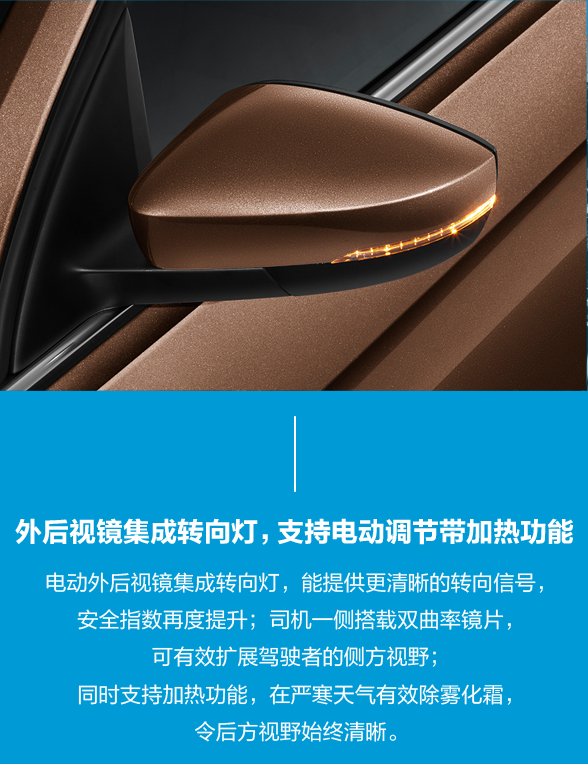 外后视镜集成转向灯，支持电动调节带加热功能
电动外后视镜集成转向灯，能提供更清晰的转向信号，
安全指数再度提升；司机一侧搭载双曲率镜片，
可有效扩展驾驶者的侧方视野；
同时支持加热功能，在严寒天气有效除雾化霜，
令后方视野始终清晰。